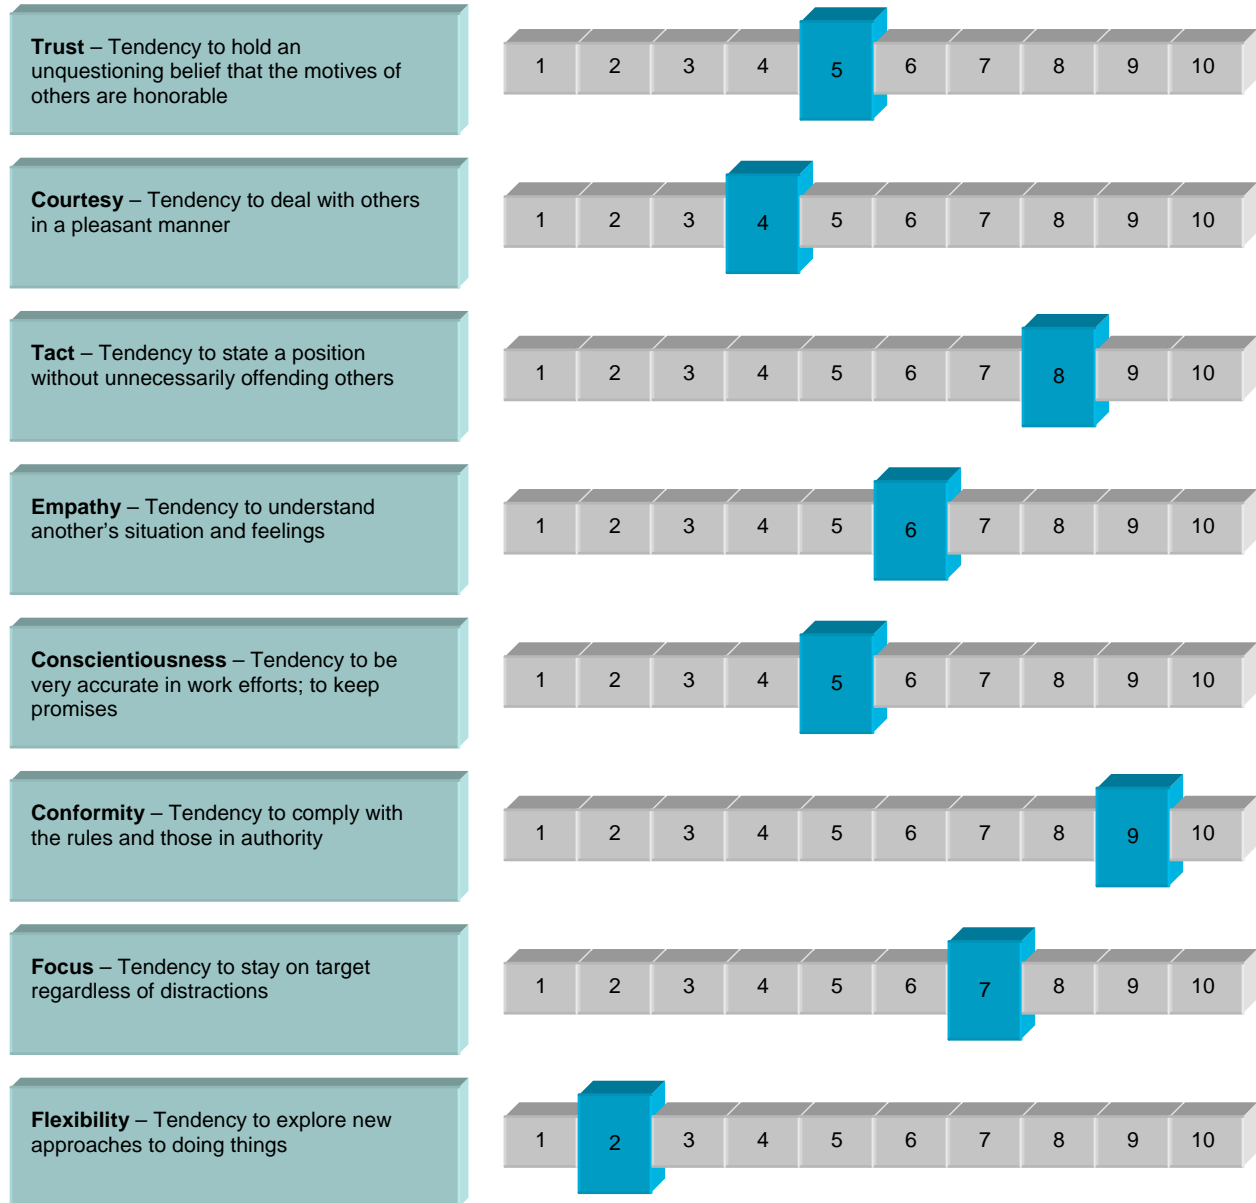 Trust – Tendency to hold an
unquestioning belief that the motives of
others are honorable
1 2 3 4 5 6 7 8 9 10
Courtesy – Tendency to deal with others
in a pleasant manner
1 2 3 4 5 6 7 8 9 10
Tact – Tendency to state a position
without unnecessarily offending others
1 2 3 4 5 6 7 8 9 10
Empathy – Tendency to understand
another’s situation and feelings
1 2 3 4 5 6 7 8 9 10
Conscientiousness – Tendency to be
very accurate in work efforts; to keep
promises
1 2 3 4 5 6 7 8 9 10
Conformity – Tendency to comply with
the rules and those in authority
1 2 3 4 5 6 7 8 9 10
Focus – Tendency to stay on target
regardless of distractions
1 2 3 4 5 6 7 8 9 10
Flexibility – Tendency to explore new
approaches to doing things
1 2 3 4 5 6 7 8 9 10